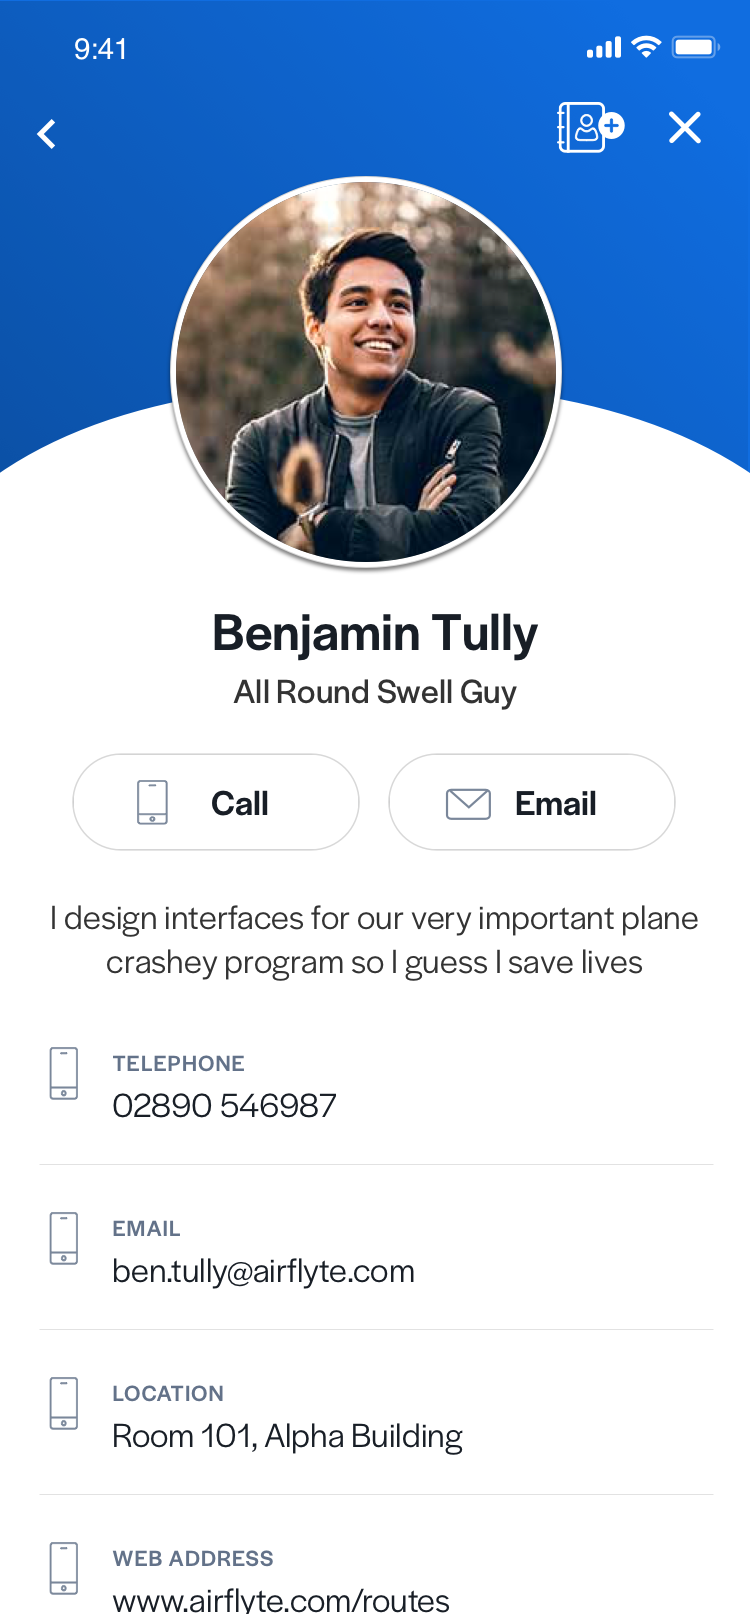 9:41
Benjamin Tully
All Round Swell Guy
Call
Email
I design interfaces for our very important plane
crashey program so I guess I save lives
TELEPHONE
02890 546987
EMAIL
ben.tully@airflyte.com
LOCATION
Room 101, Alpha Building
WEB ADDRESS
www.airflyte.com/routes